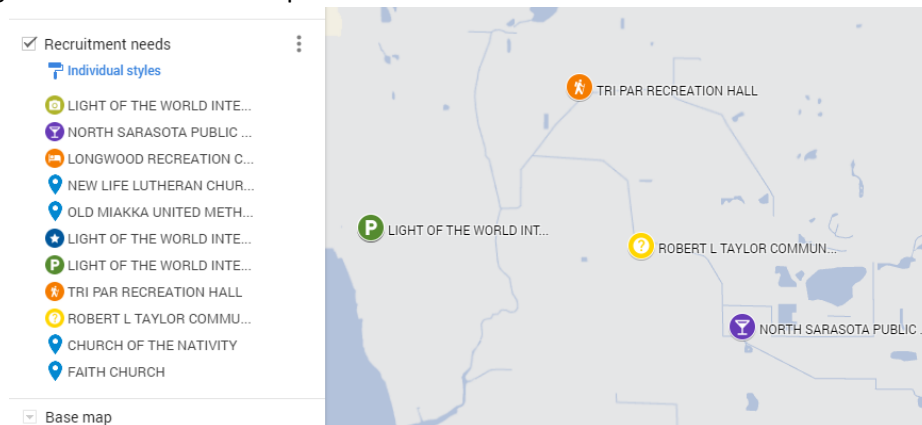 Recruitment needs
Individual styles
LIGHT OF THE WORLD INTE...
NORTH SARASOTA PUBLIC ...
LONGWOOD RECREATION C...
NEW LIFE LUTHERAN CHUR...
OLD MIAKKA UNITED METH...
LIGHT OF THE WORLD INTE...
P LIGHT OF THE WORLD INTE...
TRI PAR RECREATION HALL
? ROBERT L TAYLOR COMMU...
CHURCH OF THE NATIVITY
FAITH CHURCH
Base map
TRI PAR RECREATION HALL
P LIGHT OF THE WORLD INT...
? ROBERT L TAYLOR COMMUN...
NORTH SARASOTA PUBLIC .